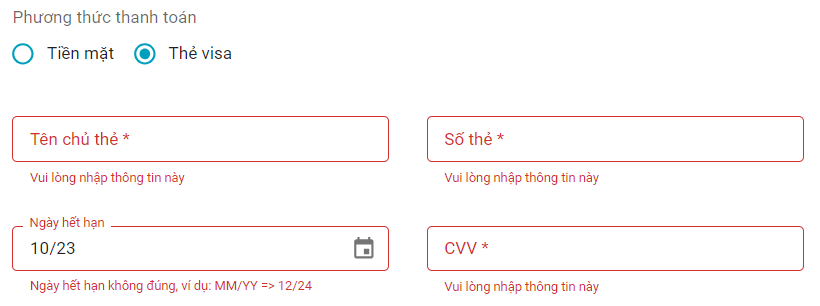 Phương thức thanh toán
Tiền mặt Thẻ visa
Tên chủ thẻ * Số thẻ *
Vui lòng nhập thông tin này Vui lòng nhập thông tin này
Ngày hết hạn
10/23 CVV *
Ngày hết hạn không đúng, ví dụ: MM/YY => 12/24 Vui lòng nhập thông tin này